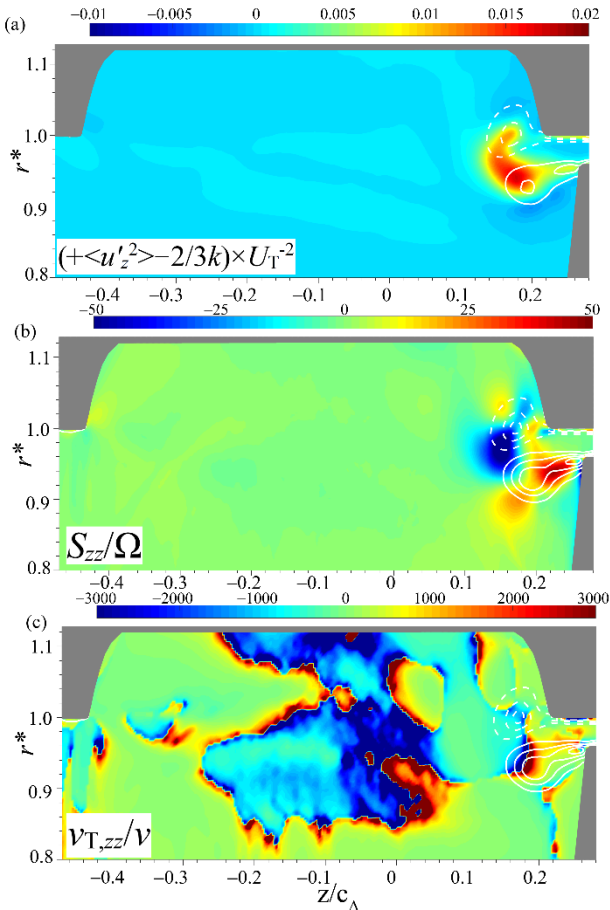 (a)
−0.01 −0.005 0 0.005 0.01 0.015 0.02
1.1
1.0
0.9
0.8
r*
(+<u'z²>−2/3k)×UT⁻²
−0.4 −0.3 −0.2 −0.1 0 0.1 0.2
(b)
−50 −25 0 25 50
1.1
1.0
0.9
0.8
r*
Szz/Ω
−0.4 −0.3 −0.2 −0.1 0 0.1 0.2
(c)
−3000 −2000 −1000 0 1000 2000 3000
1.1
1.0
0.9
0.8
r*
νT,zz/ν
−0.4 −0.3 −0.2 −0.1 0 0.1 0.2
z/cA